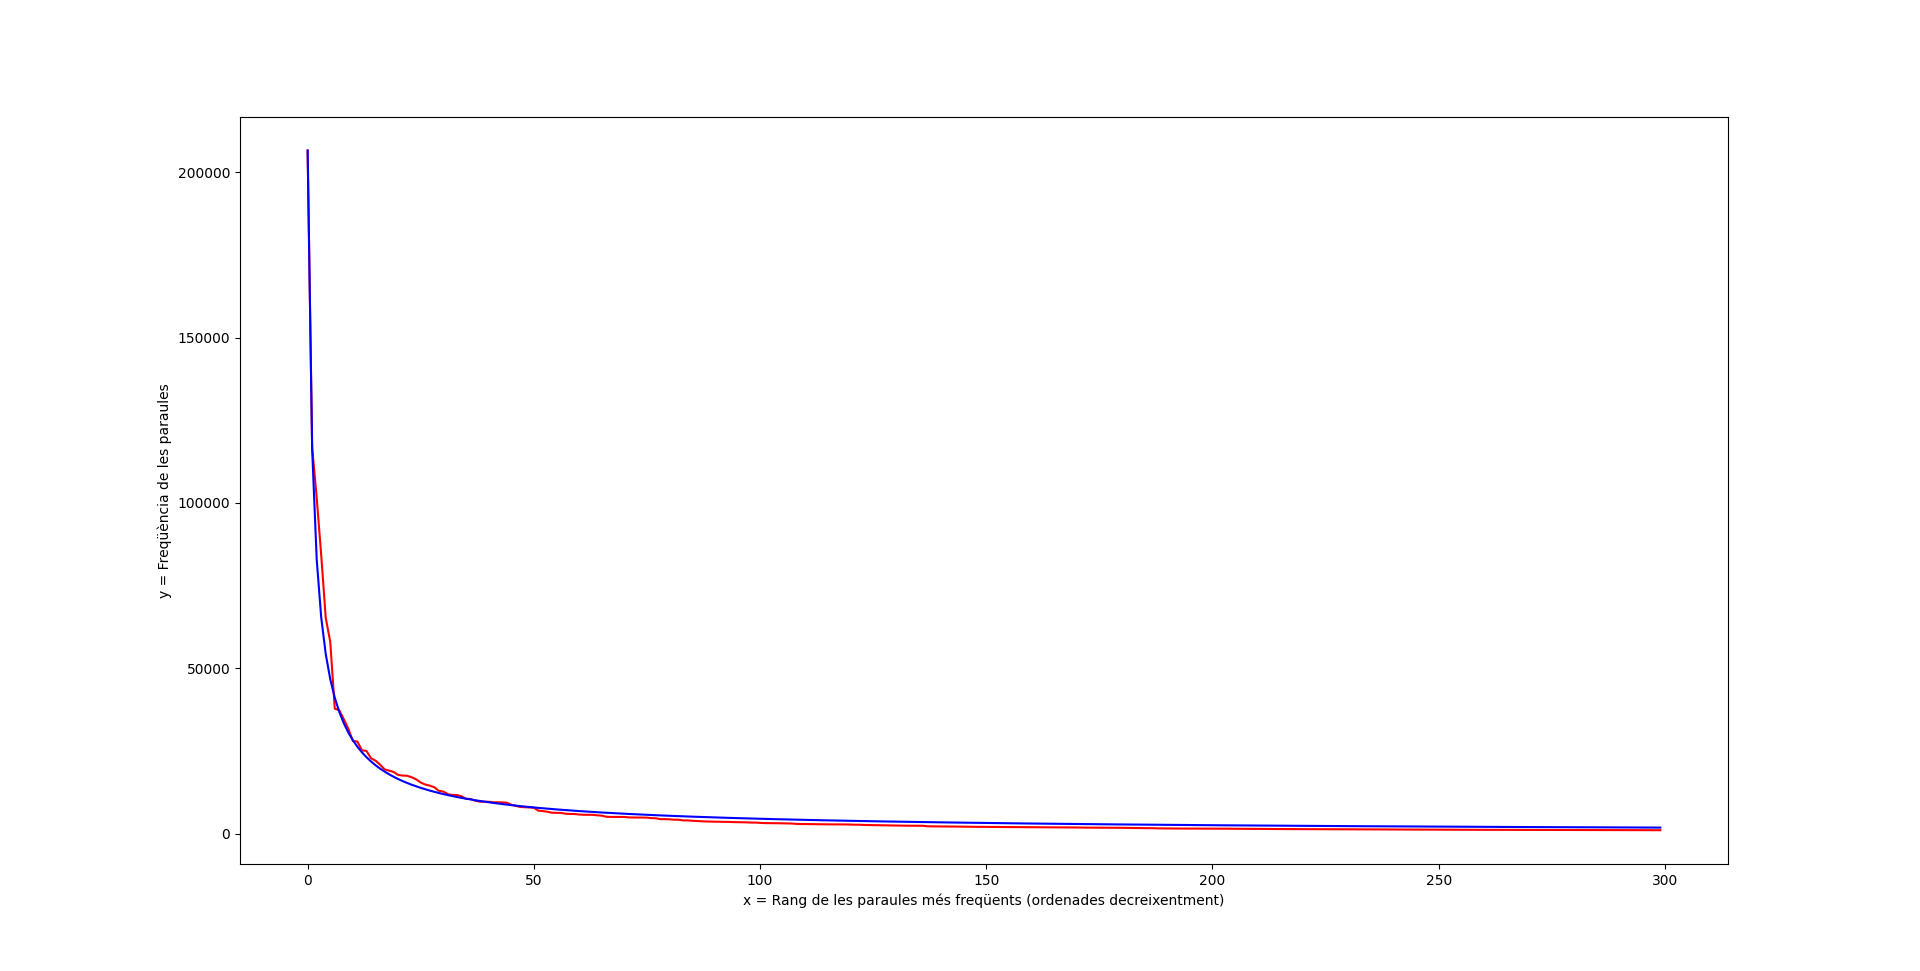 200000
150000
100000
50000
0
y = Freqüència de les paraules
0 50 100 150 200 250 300
x = Rang de les paraules més freqüents (ordenades decreixentment)